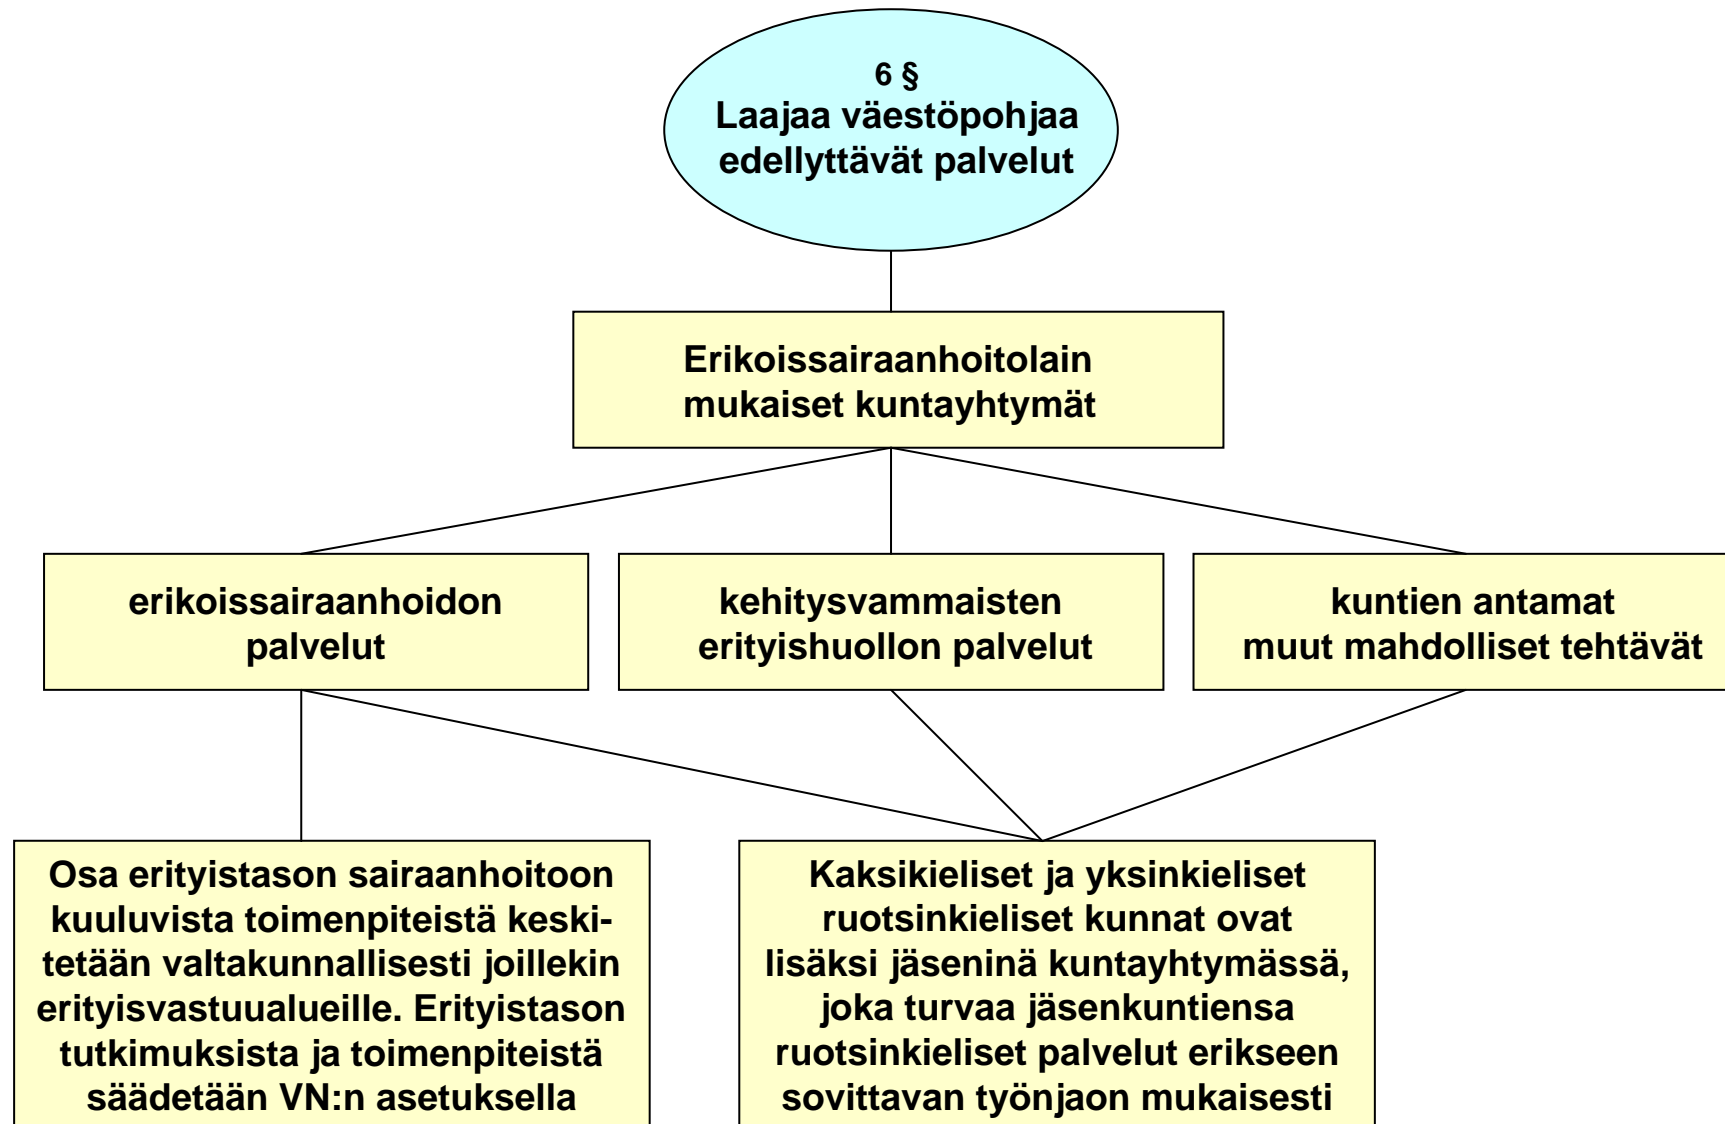 6 §
Laajaa väestöpohjaa
edellyttävät palvelut
Erikoissairaanhoitolain
mukaiset kuntayhtymät
erikoissairaanhoidon
palvelut
kehitysvammaisten
erityishuollon palvelut
kuntien antamat
muut mahdolliset tehtävät
Osa erityistason sairaanhoitoon
kuuluvista toimenpiteistä keski-
tetään valtakunnallisesti joillekin
erityisvastuualueille. Erityistason
tutkimuksista ja toimenpiteistä
säädetään VN:n asetuksella
Kaksikieliset ja yksinkieliset
ruotsinkieliset kunnat ovat
lisäksi jäseninä kuntayhtymässä,
joka turvaa jäsenkuntiensa
ruotsinkieliset palvelut erikseen
sovittavan työnjaon mukaisesti